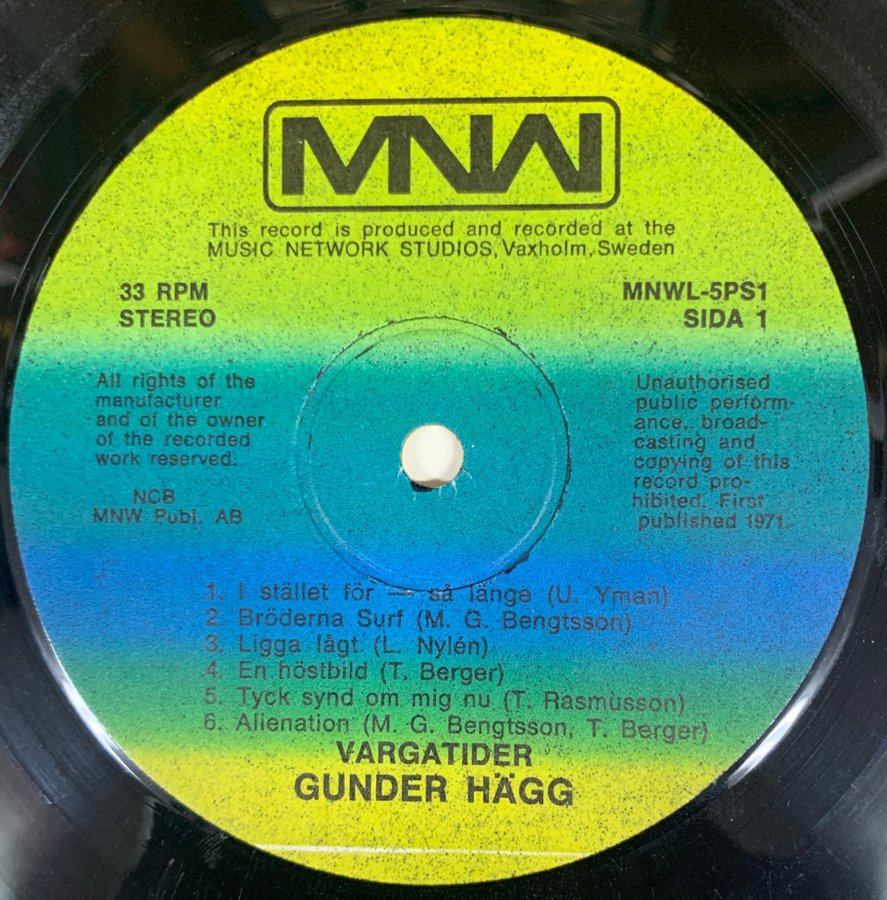 MNW
This record is produced and recorded at the
MUSIC NETWORK STUDIOS, Vaxholm, Sweden
33 RPM
STEREO
MNWL-5PS1
SIDA 1
All rights of the
manufacturer
and of the owner
of the recorded
work reserved.
NCB
MNW Publ. AB
Unauthorised
public perform-
ance, broad-
casting and
copying of this
record pro-
hibited. First
published 1971.
1. I stället för — så länge (U. Yman)
2. Bröderna Surf (M. G. Bengtsson)
3. Ligga lågt (L. Nylén)
4. En höstbild (T. Berger)
5. Tyck synd om mig nu (T. Rasmusson)
6. Alienation (M. G. Bengtsson, T. Berger)
VARGATIDER
GUNDER HÄGG